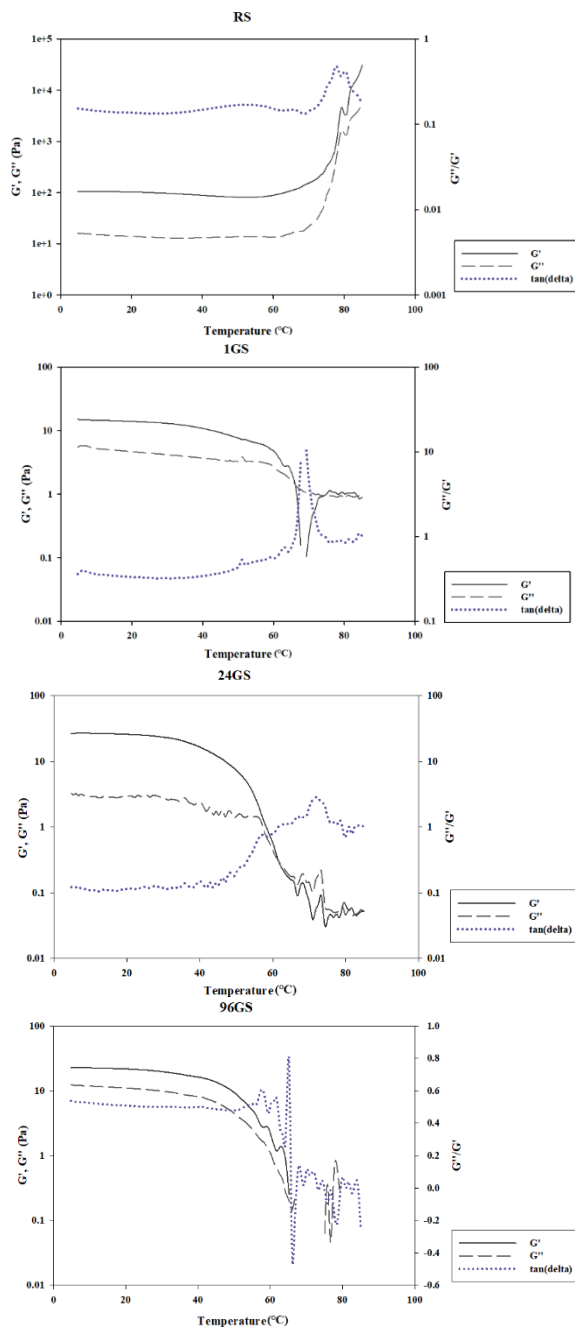 RS
1e+5
1e+4
1e+3
1e+2
1e+1
1e+0
G', G'' (Pa)
1
0.1
0.01
0.001
G''/G'
0 20 40 60 80 100
Temperature (°C)
G'
G''
tan(delta)
1GS
100
10
1
0.1
0.01
G', G'' (Pa)
100
10
1
0.1
G''/G'
0 20 40 60 80 100
Temperature (°C)
G'
G''
tan(delta)
24GS
100
10
1
0.1
0.01
G', G'' (Pa)
100
10
1
0.1
0.01
G''/G'
0 20 40 60 80 100
Temperature (°C)
G'
G''
tan(delta)
96GS
100
10
1
0.1
0.01
G', G'' (Pa)
1.0
0.8
0.6
0.4
0.2
0.0
-0.2
-0.4
-0.6
G''/G'
0 20 40 60 80 100
Temperature (°C)
G'
G''
tan(delta)